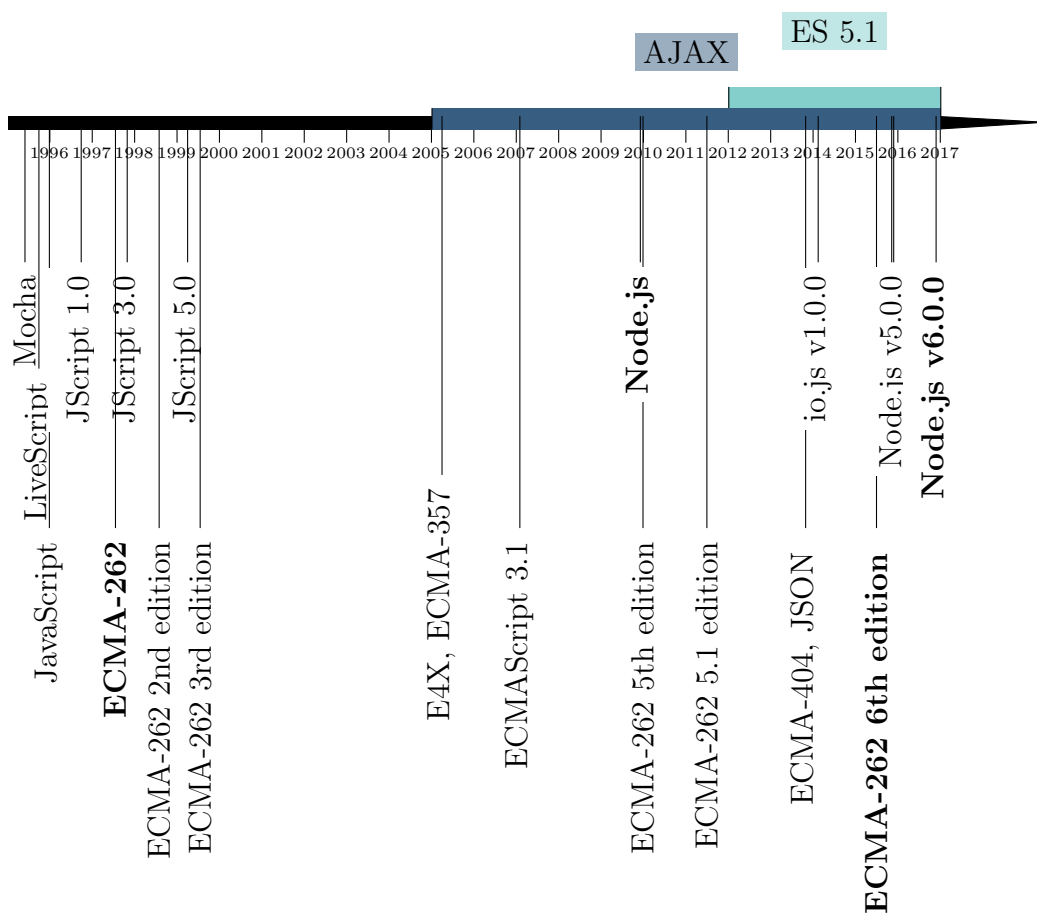 ES 5.1
AJAX
1996 1997 1998 1999 2000 2001 2002 2003 2004 2005 2006 2007 2008 2009 2010 2011 2012 2013 2014 2015 2016 2017
Mocha
LiveScript
JavaScript
JScript 1.0
ECMA-262
JScript 3.0
ECMA-262 2nd edition
JScript 5.0
ECMA-262 3rd edition
E4X, ECMA-357
ECMAScript 3.1
Node.js
ECMA-262 5th edition
ECMA-262 5.1 edition
ECMA-404, JSON
io.js v1.0.0
ECMA-262 6th edition
Node.js v5.0.0
Node.js v6.0.0